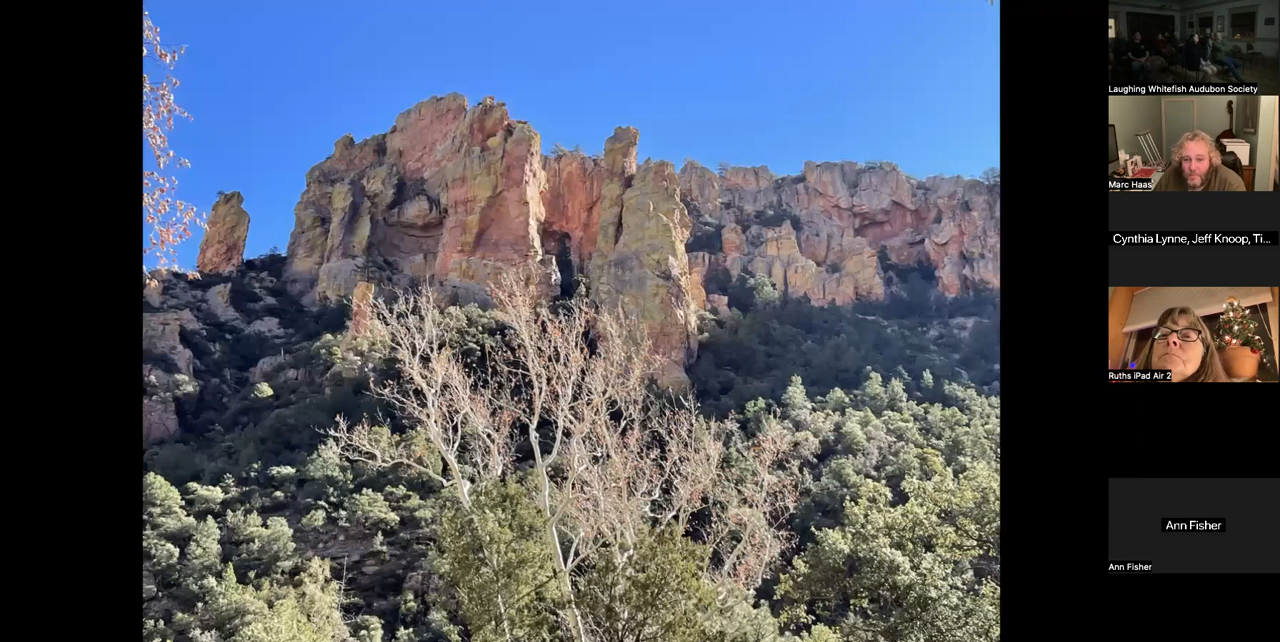 Laughing Whitefish Audubon Society
Marc Haas
Cynthia Lynne, Jeff Knoop, Ti...
Ruths iPad Air 2
Ann Fisher
Ann Fisher